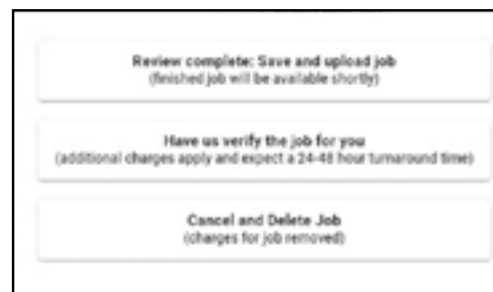 Review complete: Save and upload job
(finished job will be available shortly)
Have us verify the job for you
(additional charges apply and expect a 24-48 hour turnaround time)
Cancel and Delete Job
(charges for job removed)